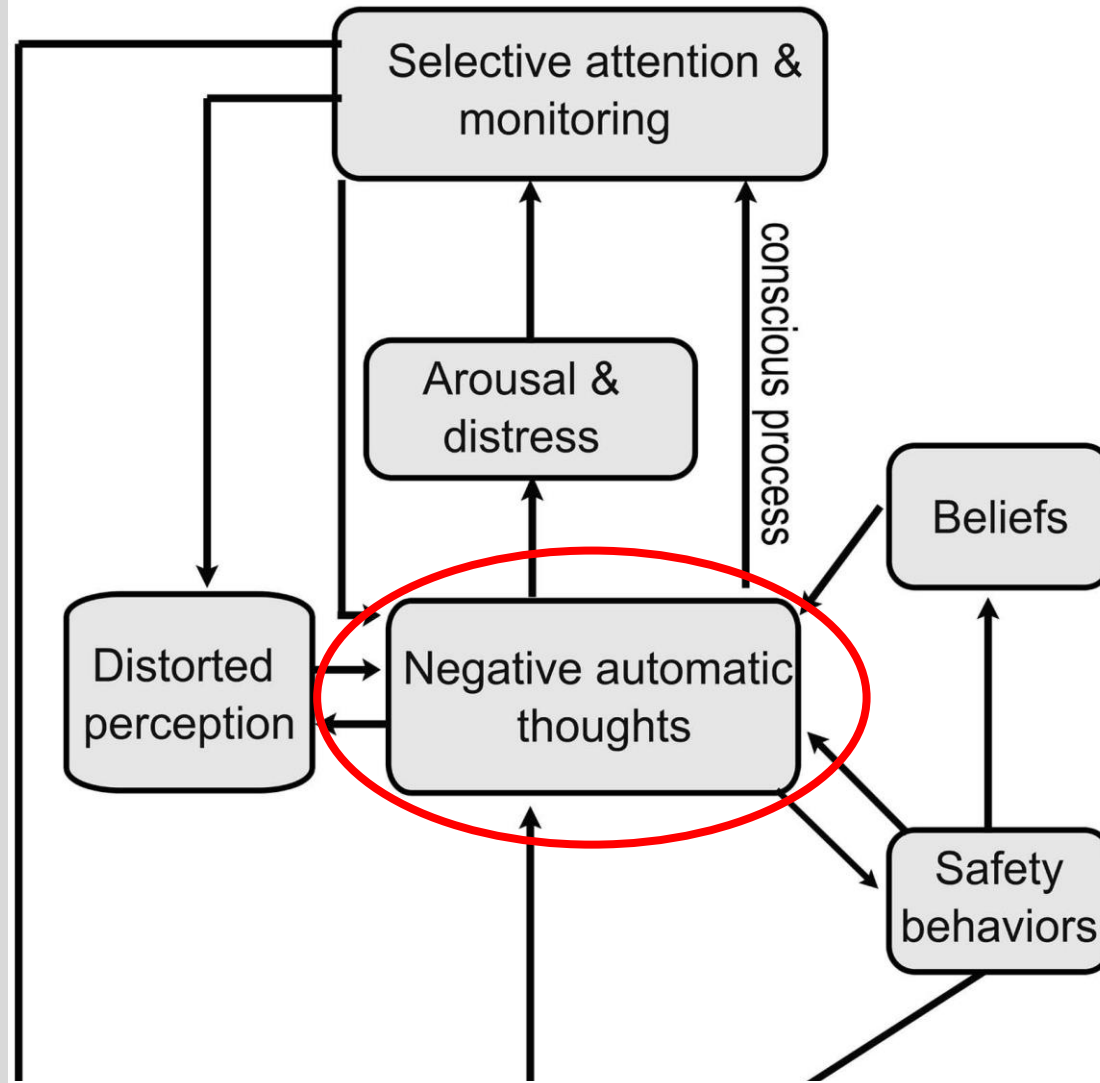 Selective attention &
monitoring
conscious process
Arousal &
distress
Beliefs
Distorted
perception
Negative automatic
thoughts
Safety
behaviors